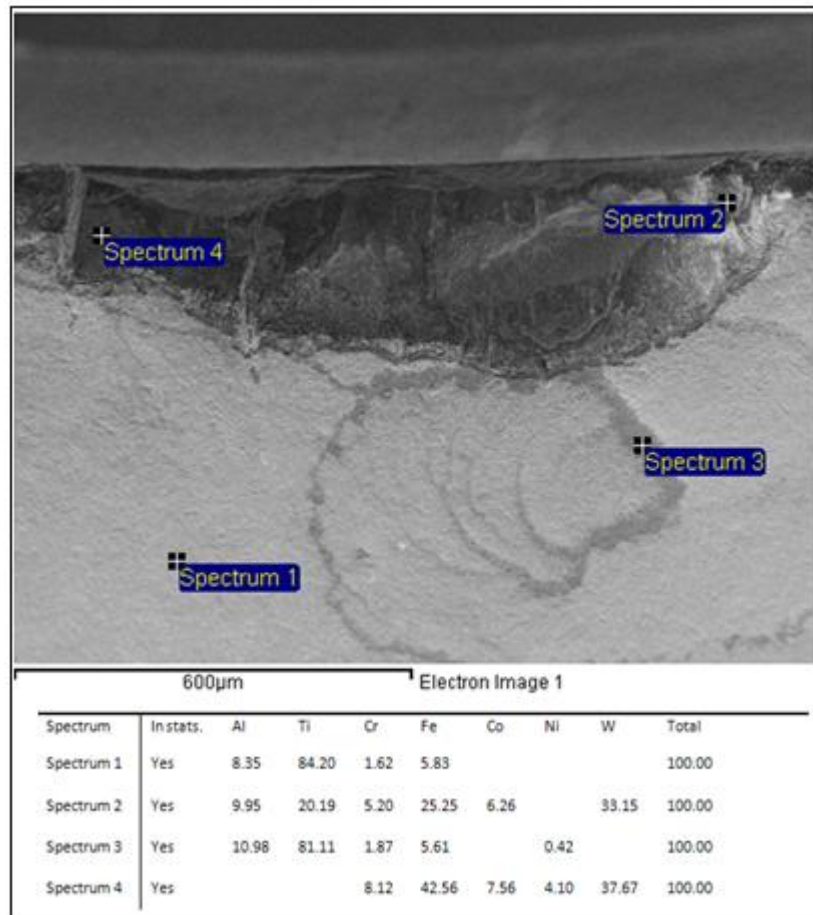 Spectrum 2
Spectrum 4
Spectrum 3
Spectrum 1
600µm Electron Image 1
Spectrum In stats. Al Ti Cr Fe Co Ni W Total
Spectrum 1 Yes 8.35 84.20 1.62 5.83 100.00
Spectrum 2 Yes 9.95 20.19 5.20 25.25 6.26 33.15 100.00
Spectrum 3 Yes 10.98 81.11 1.87 5.61 0.42 100.00
Spectrum 4 Yes 8.12 42.56 7.56 4.10 37.67 100.00